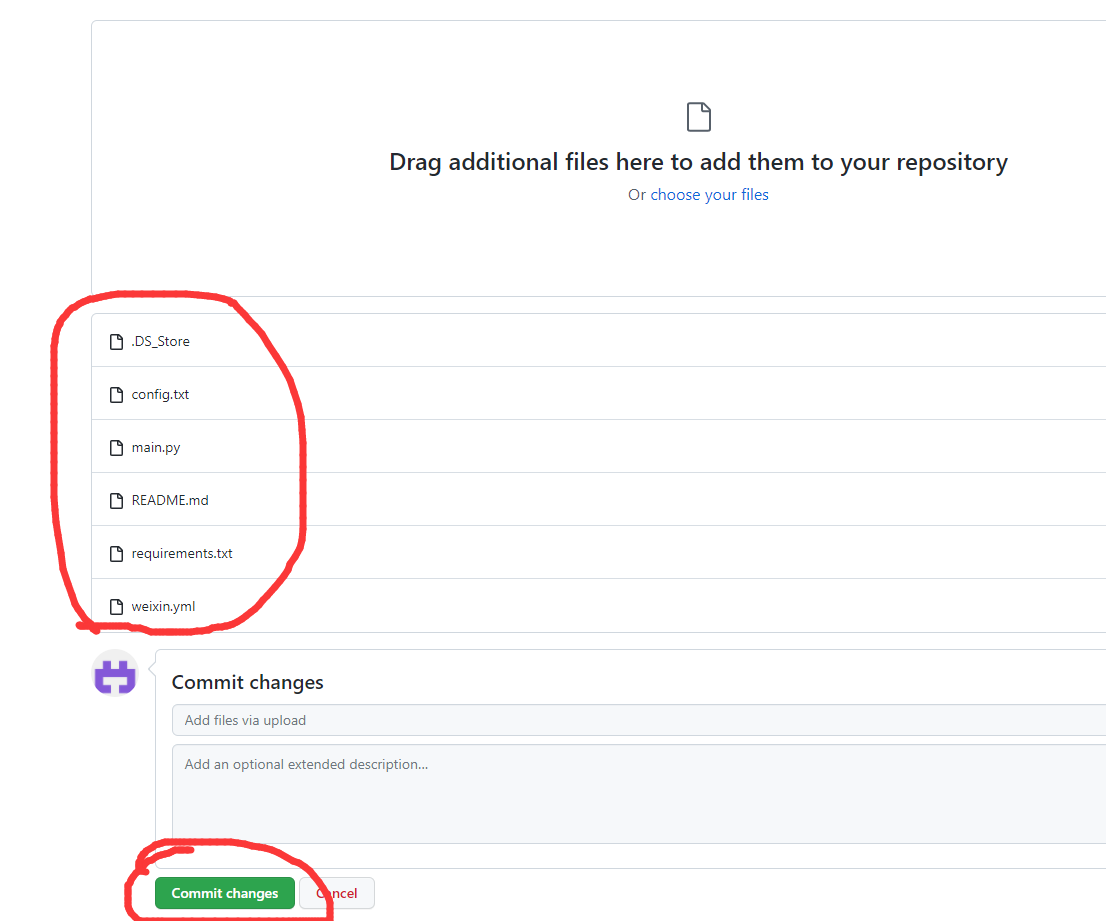 Drag additional files here to add them to your repository
Or choose your files
.DS_Store
config.txt
main.py
README.md
requirements.txt
weixin.yml
Commit changes
Add files via upload
Add an optional extended description...
Commit changes
Cancel